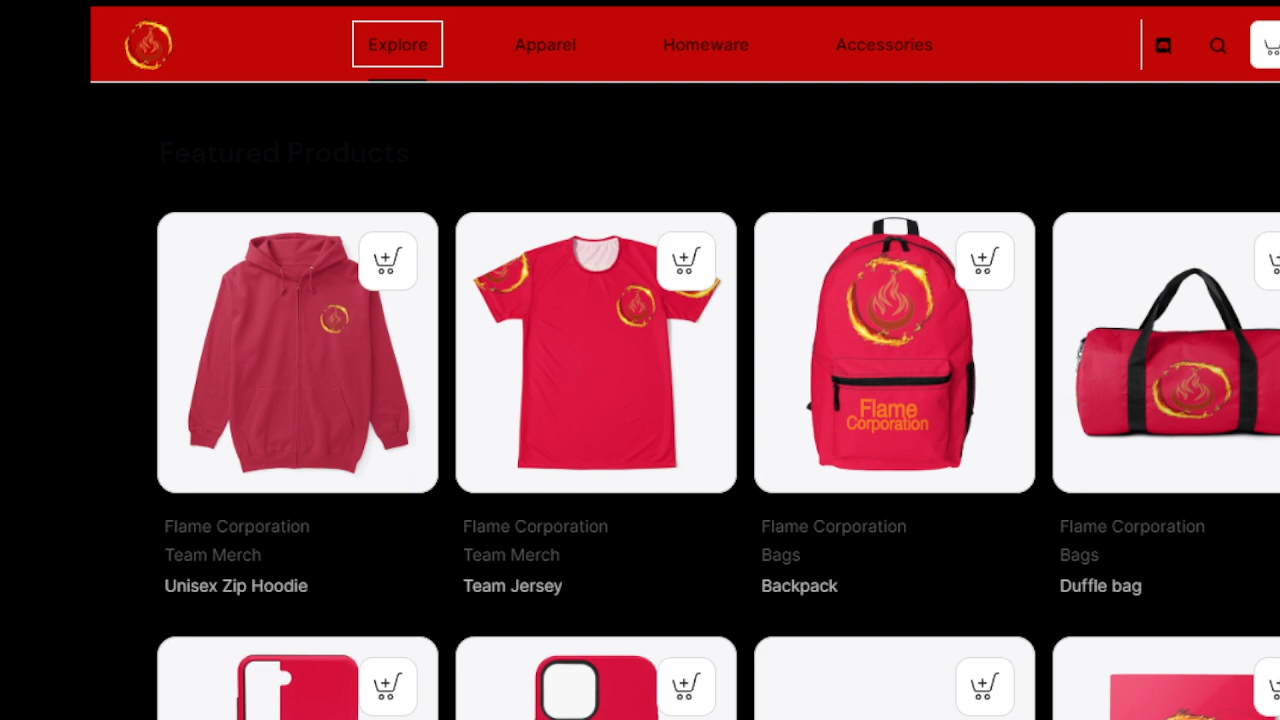 Explore Apparel Homeware Accessories
Featured Products
Flame
Corporation
Flame Corporation Flame Corporation Flame Corporation Flame Corporation
Team Merch Team Merch Bags Bags
Unisex Zip Hoodie Team Jersey Backpack Duffle bag